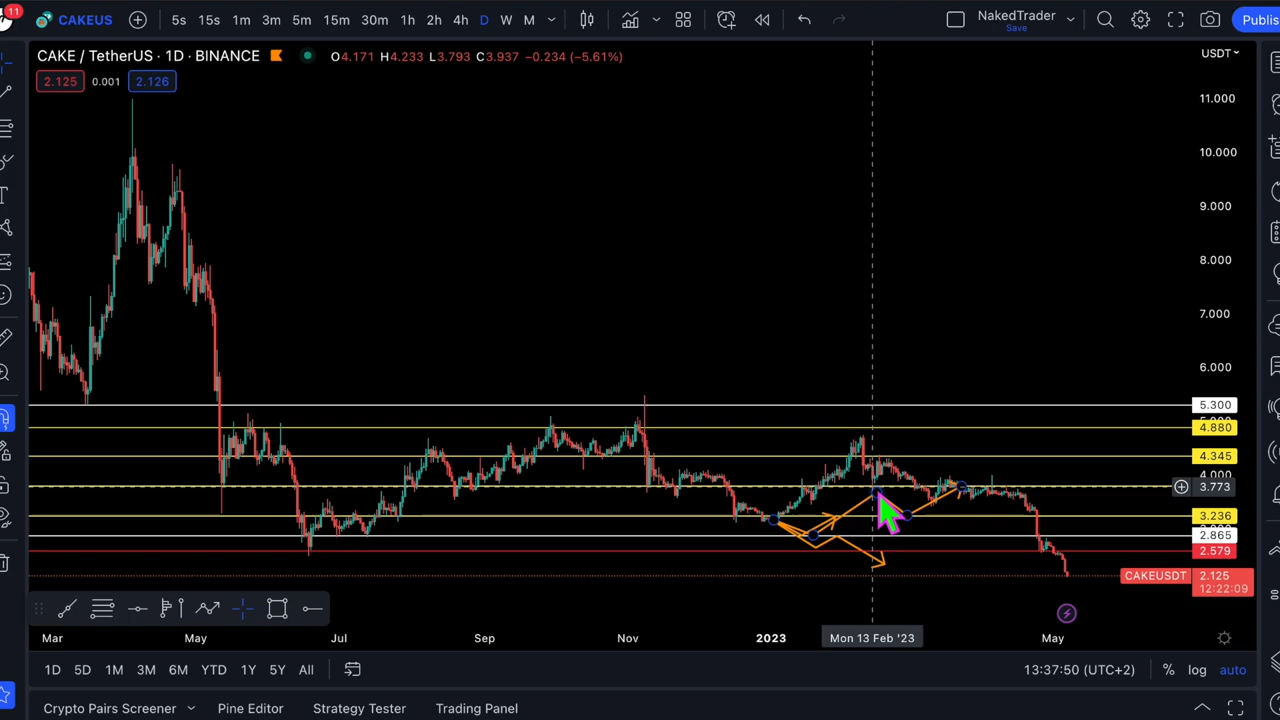 11
CAKEUS
5s 15s 1m 3m 5m 15m 30m 1h 2h 4h D W M
NakedTrader
Save
Publis
CAKE / TetherUS · 1D · BINANCE O4.171 H4.233 L3.793 C3.937 −0.234 (−5.61%)
USDT
2.125 0.001 2.126
11.000
10.000
9.000
8.000
7.000
6.000
5.300
4.880
4.345
4.000
3.773
3.236
2.865
2.579
CAKEUSDT 2.125
12:22:09
Mar May Jul Sep Nov 2023 Mon 13 Feb '23 May
1D 5D 1M 3M 6M YTD 1Y 5Y All 13:37:50 (UTC+2) % log auto
Crypto Pairs Screener Pine Editor Strategy Tester Trading Panel